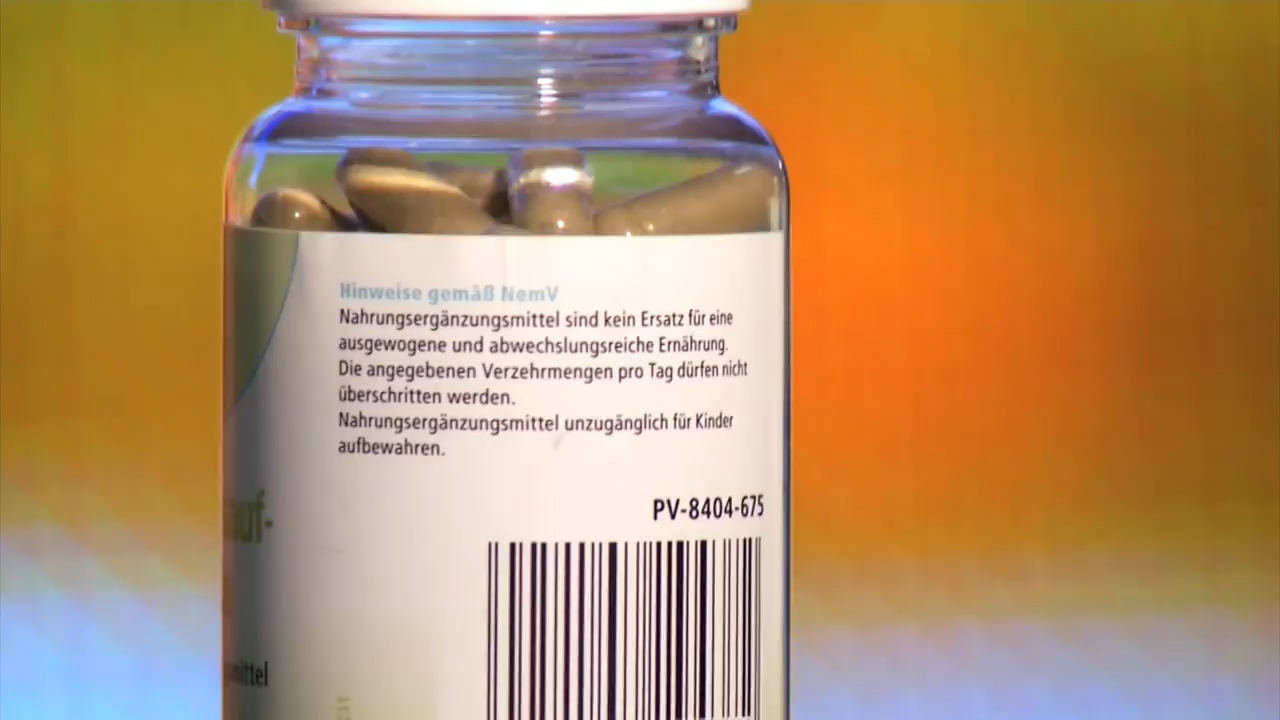 Hinweise gemäß NemV
Nahrungsergänzungsmittel sind kein Ersatz für eine
ausgewogene und abwechslungsreiche Ernährung.
Die angegebenen Verzehrmengen pro Tag dürfen nicht
überschritten werden.
Nahrungsergänzungsmittel unzugänglich für Kinder
aufbewahren.
PV-8404-675